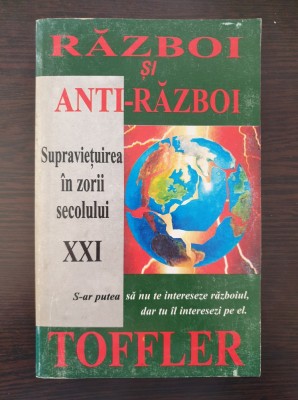 RĂZBOI
ȘI
ANTI-RĂZBOI
Supraviețuirea
în zorii
secolului
XXI
S-ar putea să nu te intereseze războiul,
dar tu îl interesezi pe el.
TOFFLER